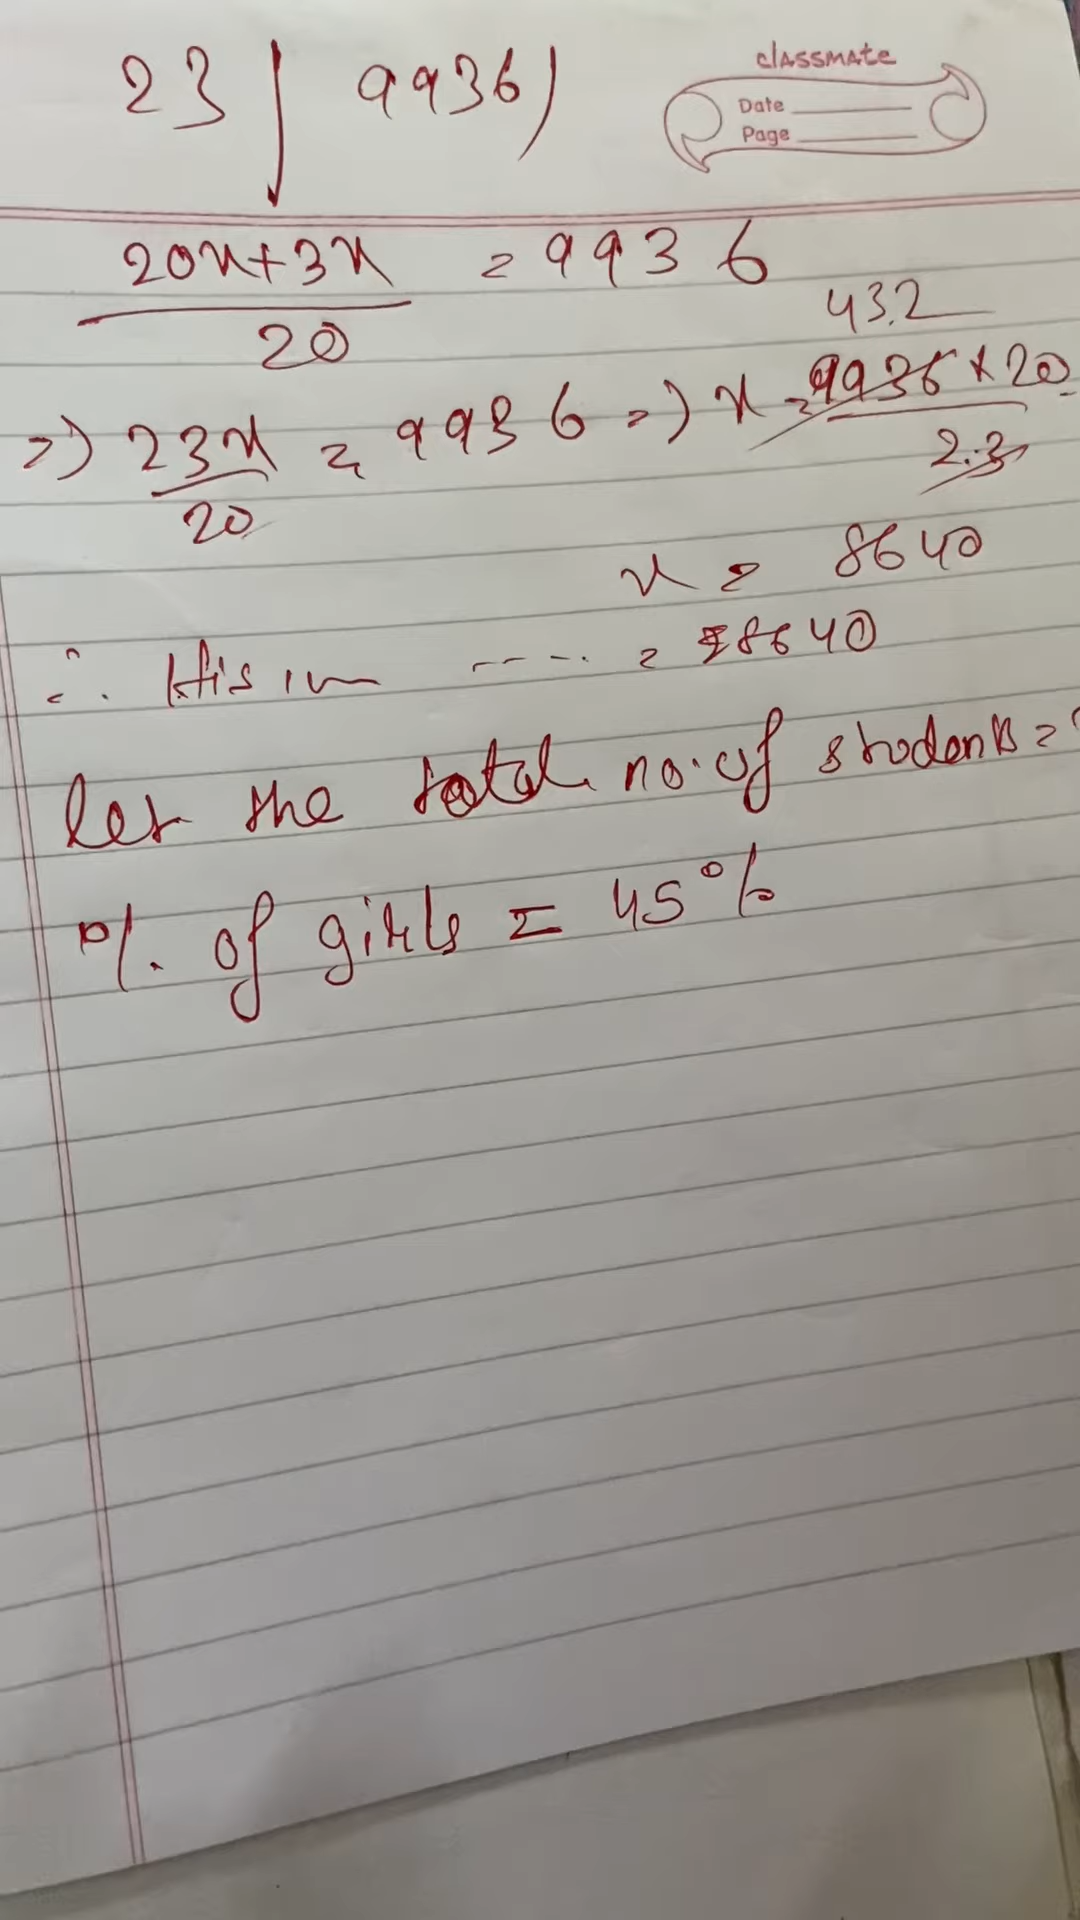 23 ) 9936 )
classmate
Date
Page
20x+3x / 20 = 9936
432
=> 23x / 20 = 9936 => x = 9936 × 20 / 23
x = 8640
∴ His in ---- = ₹8640
let the total no. of students = ?
% of girls = 45%